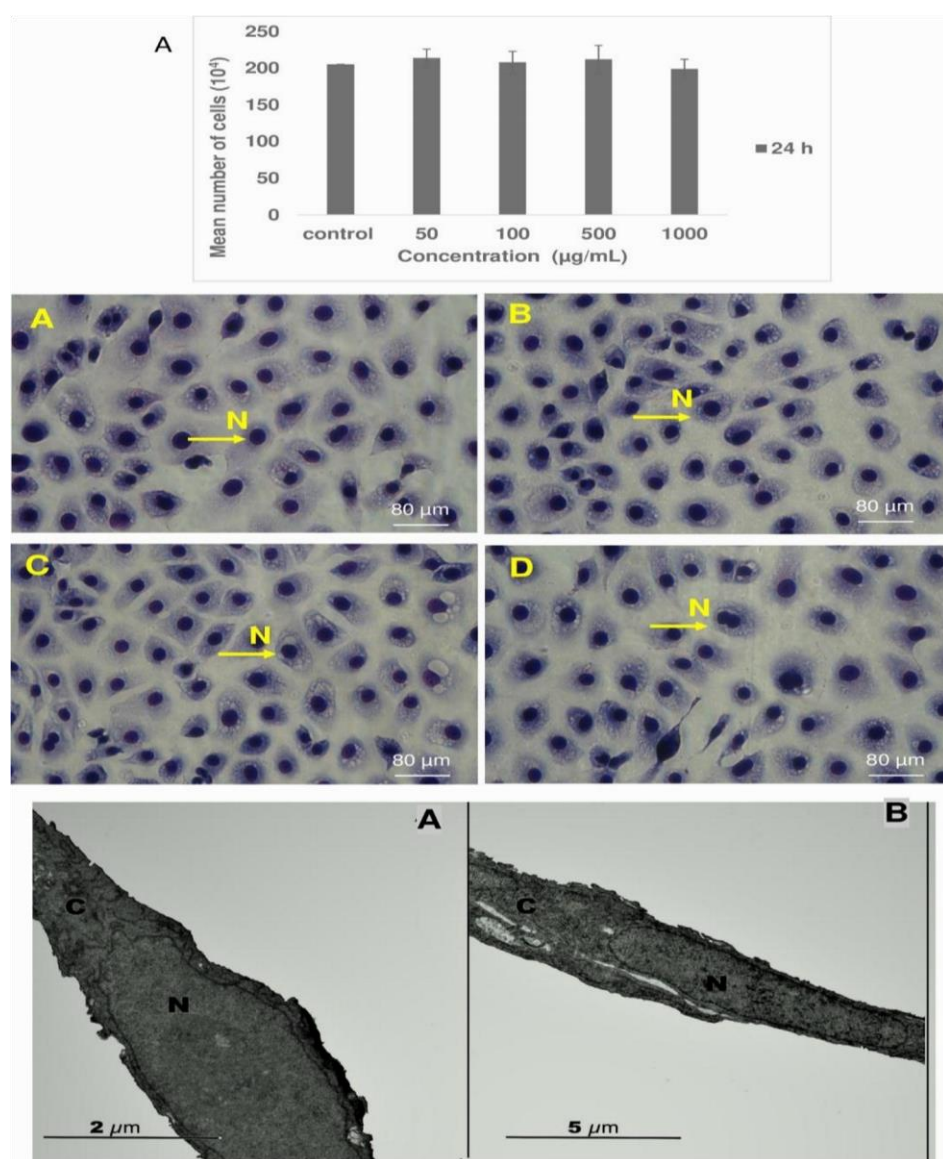 A
250
200
150
100
50
0
Mean number of cells (10⁴)
control 50 100 500 1000
Concentration (µg/mL)
24 h
A
N
80 µm
B
N
80 µm
C
N
80 µm
D
N
80 µm
A
C
N
2 µm
B
C
N
5 µm